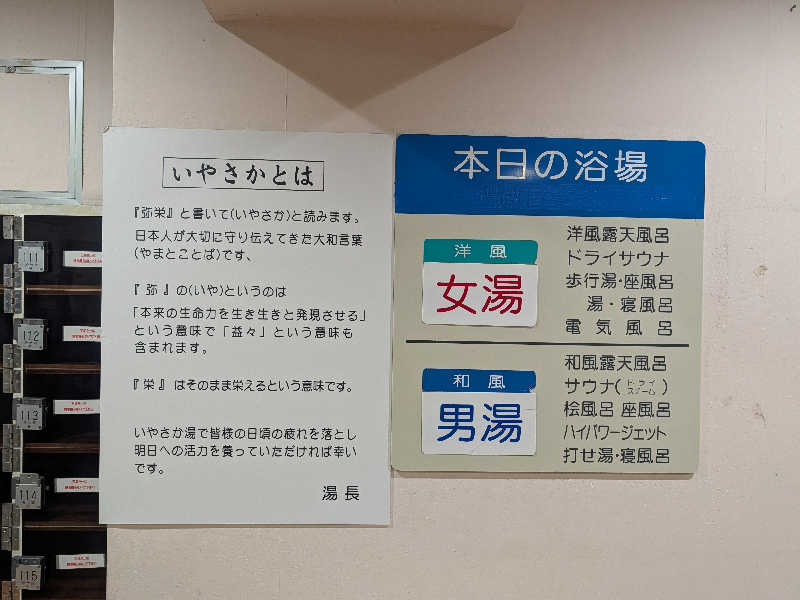 いやさかとは
『弥栄』と書いて(いやさか)と読みます。
日本人が大切に守り伝えてきた大和言葉
(やまとことば)です、
『弥』の(いや)というのは
「本来の生命力を生き生きと発現させる」
という意味で「益々」という意味も
含まれます。
『栄』はそのまま栄えるという意味です。
いやさか湯で皆様の日頃の疲れを落とし
明日への活力を養っていただければ幸い
です。
湯長
本日の浴場
洋風
女湯
洋風露天風呂
ドライサウナ
歩行湯・座風呂
湯・寝風呂
電気風呂
和風
男湯
和風露天風呂
サウナ(ドライ スチーム)
桧風呂 座風呂
ハイパワージェット
打せ湯・寝風呂
111
112
113
114
115